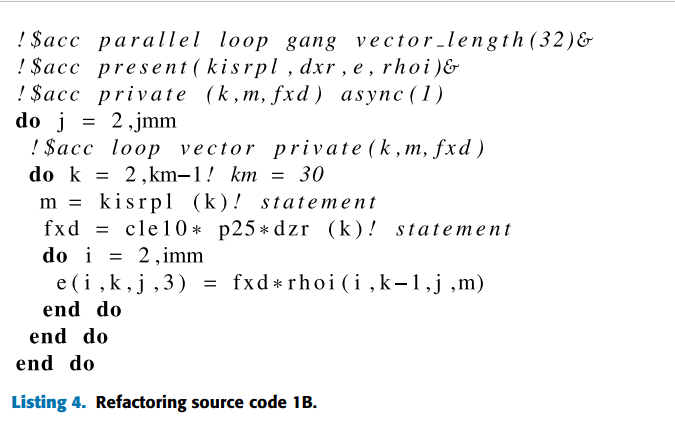 !$acc parallel loop gang vector_length(32)&
!$acc present(kisrpl,dxr,e,rhoi)&
!$acc private (k,m,fxd) async(1)
do j = 2,jmm
!$acc loop vector private(k,m,fxd)
do k = 2,km−1! km = 30
m = kisrpl (k)! statement
fxd = cle10* p25*dzr (k)! statement
do i = 2,imm
e(i,k,j,3) = fxd*rhoi(i,k−1,j,m)
end do
end do
end do
Listing 4. Refactoring source code 1B.